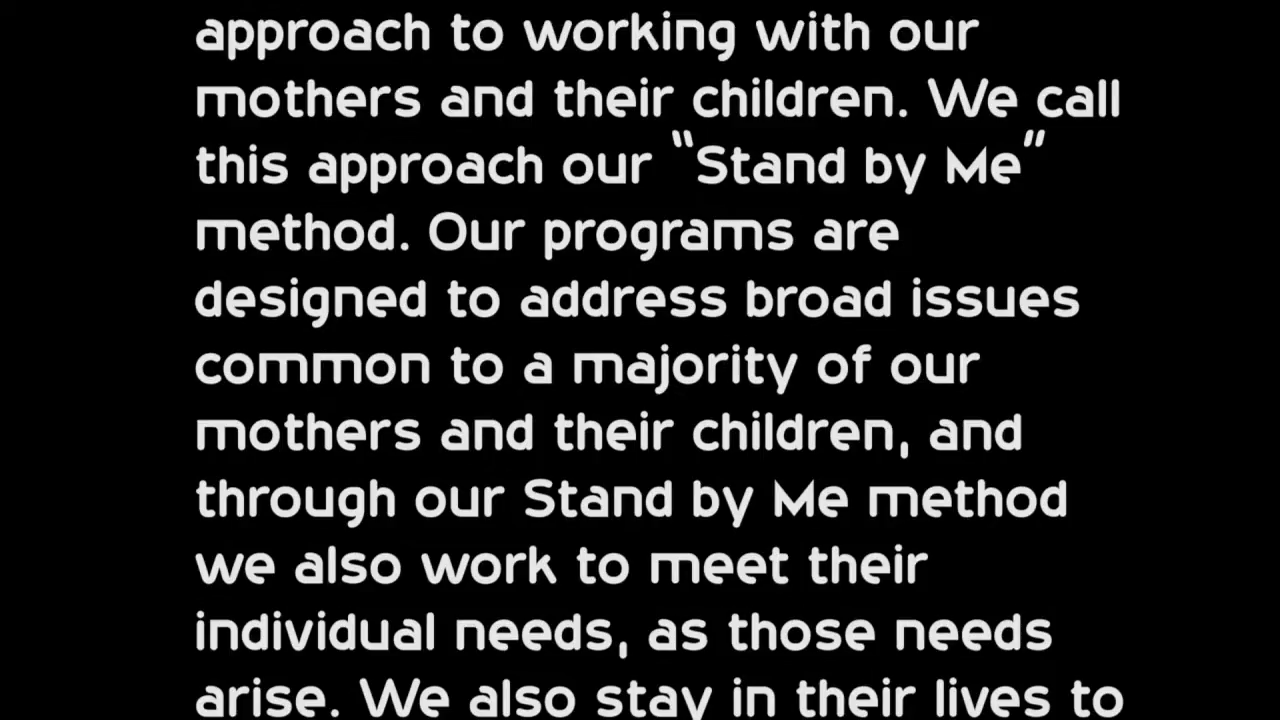 approach to working with our
mothers and their children. We call
this approach our "Stand by Me"
method. Our programs are
designed to address broad issues
common to a majority of our
mothers and their children, and
through our Stand by Me method
we also work to meet their
individual needs, as those needs
arise. We also stay in their lives to